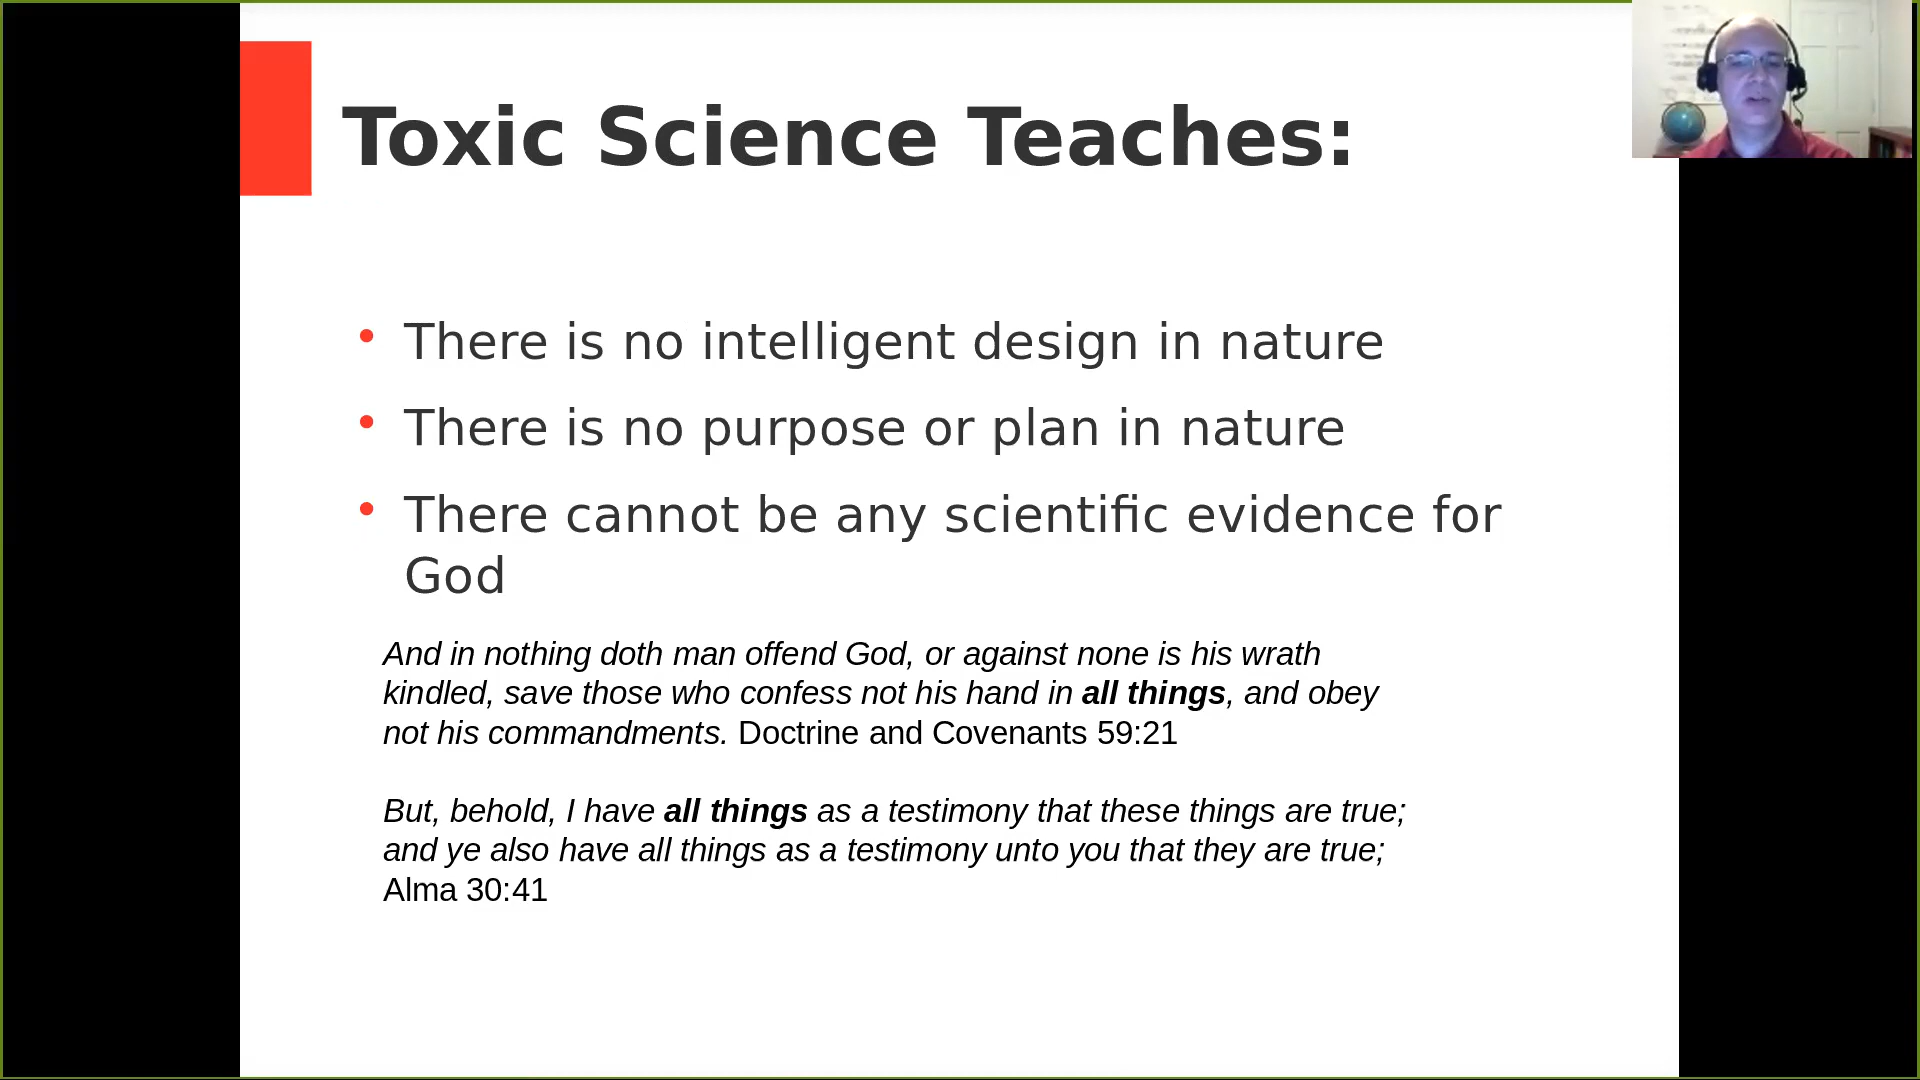 Toxic Science Teaches:
• There is no intelligent design in nature
• There is no purpose or plan in nature
• There cannot be any scientific evidence for
God
And in nothing doth man offend God, or against none is his wrath
kindled, save those who confess not his hand in all things, and obey
not his commandments. Doctrine and Covenants 59:21
But, behold, I have all things as a testimony that these things are true;
and ye also have all things as a testimony unto you that they are true;
Alma 30:41